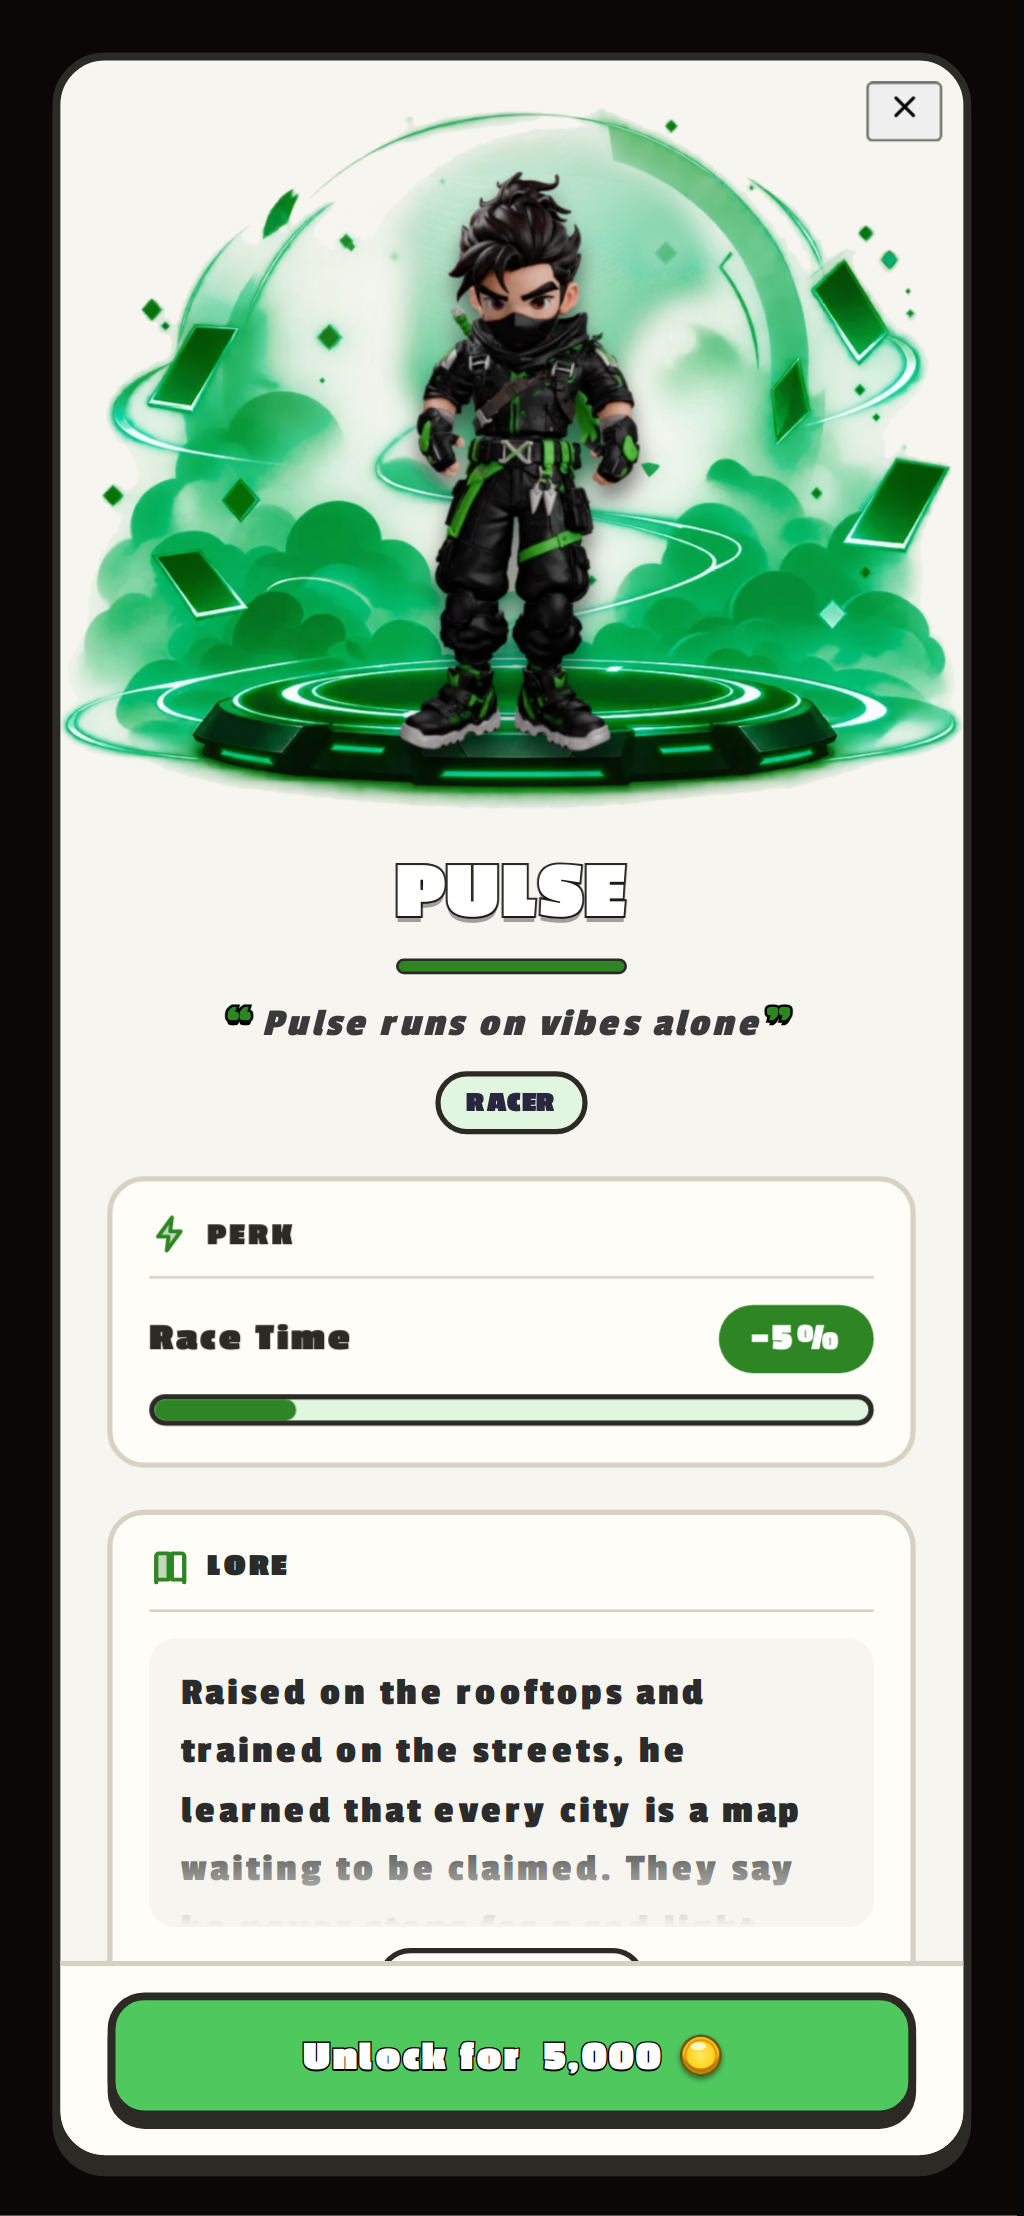 PULSE
❝ Pulse runs on vibes alone❞
RACER
PERK
Race Time
-5%
LORE
Raised on the rooftops and
trained on the streets, he
learned that every city is a map
waiting to be claimed. They say
Unlock for 5,000